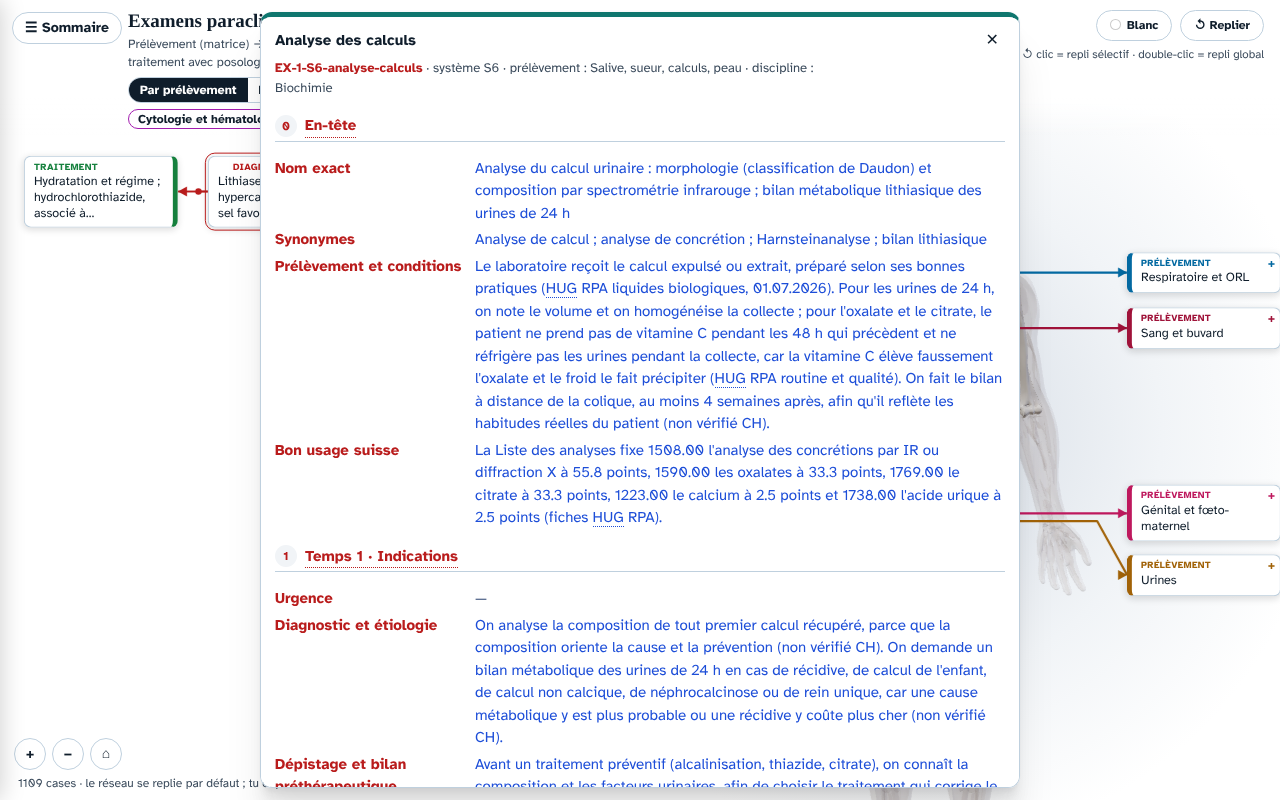 ☰ Sommaire
Examens paracli
Prélèvement (matrice)
traitement avec posolog
Par prélèvement
Cytologie et hématolo
Blanc
↺ Replier
↺ clic = repli sélectif · double-clic = repli global
TRAITEMENT
Hydratation et régime ;
hydrochlorothiazide,
associé à...
DIAG
Lithiase
hyperca
sel favo
Analyse des calculs
✕
EX-1-S6-analyse-calculs · système S6 · prélèvement : Salive, sueur, calculs, peau · discipline :
Biochimie
0 En-tête
Nom exact
Analyse du calcul urinaire : morphologie (classification de Daudon) et
composition par spectrométrie infrarouge ; bilan métabolique lithiasique des
urines de 24 h
Synonymes
Analyse de calcul ; analyse de concrétion ; Harnsteinanalyse ; bilan lithiasique
Prélèvement et conditions
Le laboratoire reçoit le calcul expulsé ou extrait, préparé selon ses bonnes
pratiques (HUG RPA liquides biologiques, 01.07.2026). Pour les urines de 24 h,
on note le volume et on homogénéise la collecte ; pour l'oxalate et le citrate, le
patient ne prend pas de vitamine C pendant les 48 h qui précèdent et ne
réfrigère pas les urines pendant la collecte, car la vitamine C élève faussement
l'oxalate et le froid le fait précipiter (HUG RPA routine et qualité). On fait le bilan
à distance de la colique, au moins 4 semaines après, afin qu'il reflète les
habitudes réelles du patient (non vérifié CH).
Bon usage suisse
La Liste des analyses fixe 1508.00 l'analyse des concrétions par IR ou
diffraction X à 55.8 points, 1590.00 les oxalates à 33.3 points, 1769.00 le
citrate à 33.3 points, 1223.00 le calcium à 2.5 points et 1738.00 l'acide urique à
2.5 points (fiches HUG RPA).
1 Temps 1 · Indications
Urgence
—
Diagnostic et étiologie
On analyse la composition de tout premier calcul récupéré, parce que la
composition oriente la cause et la prévention (non vérifié CH). On demande un
bilan métabolique des urines de 24 h en cas de récidive, de calcul de l'enfant,
de calcul non calcique, de néphrocalcinose ou de rein unique, car une cause
métabolique y est plus probable ou une récidive y coûte plus cher (non vérifié
CH).
Dépistage et bilan
préthérapeutique
Avant un traitement préventif (alcalinisation, thiazide, citrate), on connaît la
composition et les facteurs urinaires, afin de choisir le traitement qui corrige le
PRÉLÈVEMENT +
Respiratoire et ORL
PRÉLÈVEMENT +
Sang et buvard
PRÉLÈVEMENT +
Génital et fœto-
maternel
PRÉLÈVEMENT +
Urines
+ − ⌂
1109 cases · le réseau se replie par défaut ; tu